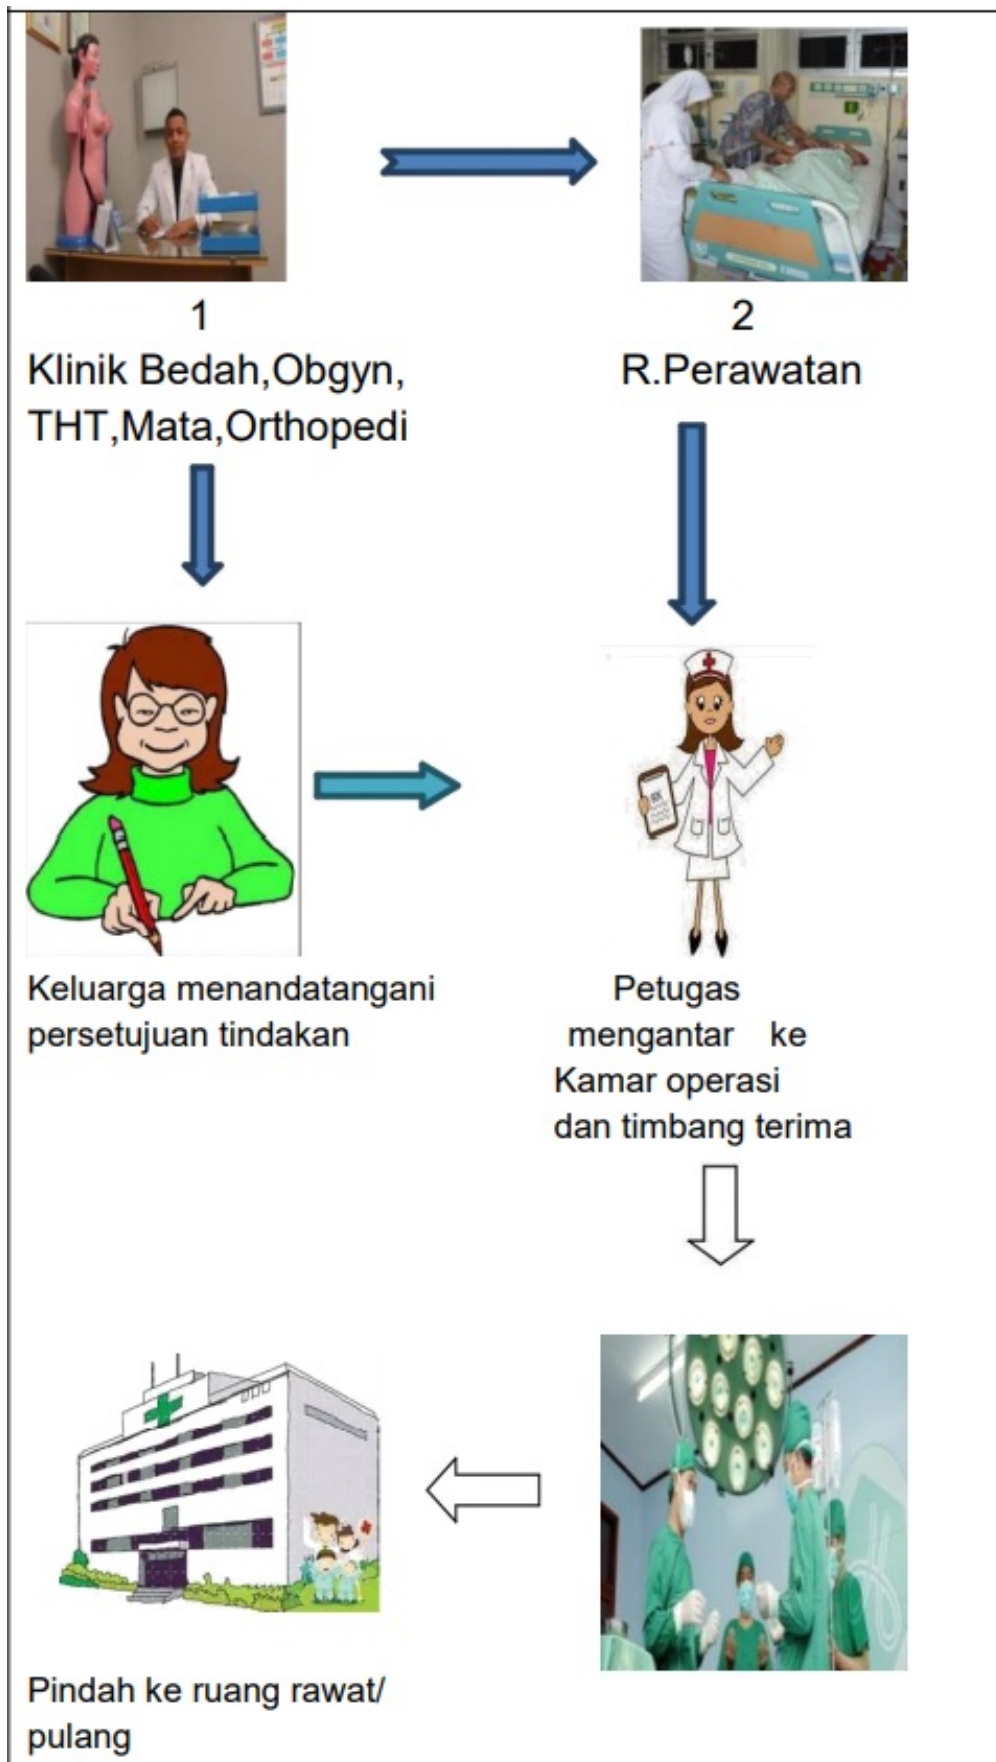 1
Klinik Bedah,Obgyn,
THT,Mata,Orthopedi
2
R.Perawatan
Keluarga menandatangani
persetujuan tindakan
Petugas
mengantar ke
Kamar operasi
dan timbang terima
Pindah ke ruang rawat/
pulang